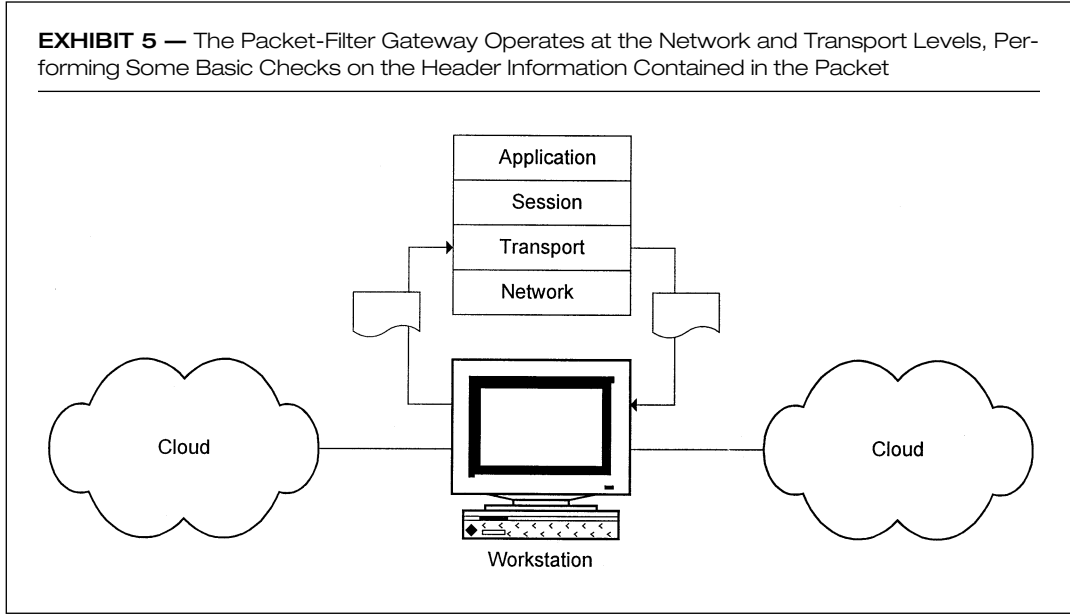 EXHIBIT 5 — The Packet-Filter Gateway Operates at the Network and Transport Levels, Per-
forming Some Basic Checks on the Header Information Contained in the Packet
Application
Session
Transport
Network
Cloud
Cloud
Workstation